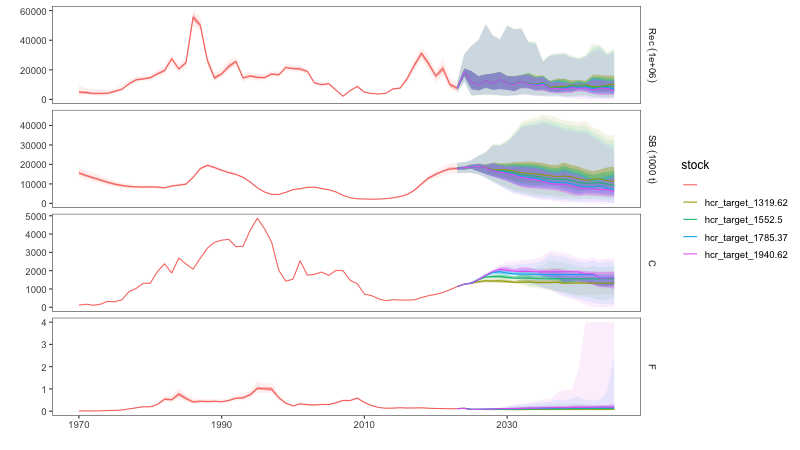 60000
40000
20000
0
Rec (1e+06)
40000
30000
20000
10000
0
SB (1000 t)
5000
4000
3000
2000
1000
0
C
4
3
2
1
0
F
1970
1990
2010
2030
stock
hcr_target_1319.62
hcr_target_1552.5
hcr_target_1785.37
hcr_target_1940.62